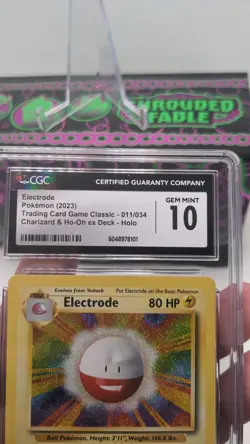 SHROUDED
FABLE
CGC CERTIFIED GUARANTY COMPANY
Electrode
Pokémon (2023)
Trading Card Game Classic - 011/034
Charizard & Ho-Oh ex Deck - Holo
6048978101
GEM MINT
10
Evolves from Voltorb Put Electrode on the Basic Pokémon
STAGE 1
Electrode 80 HP
Ball Pokémon. Height: 3'11", Weight: 146.8 lbs.